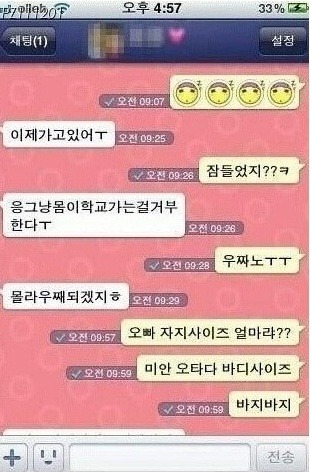 오후 4:57
33%
채팅(1)
설정
오전 09:07
이제가고있어ㅜ
오전 09:25
오전 09:26
잠들었지??ㅋ
응그냥몸이학교가는걸거부
한다ㅜ
오전 09:26
오전 09:28
우짜노ㅜㅜ
몰라우째되겠지ㅎ
오전 09:29
오전 09:57
오빠 자지사이즈 얼마랴??
오전 09:59
미안 오타다 바디사이즈
오전 09:59
바지바지
전송